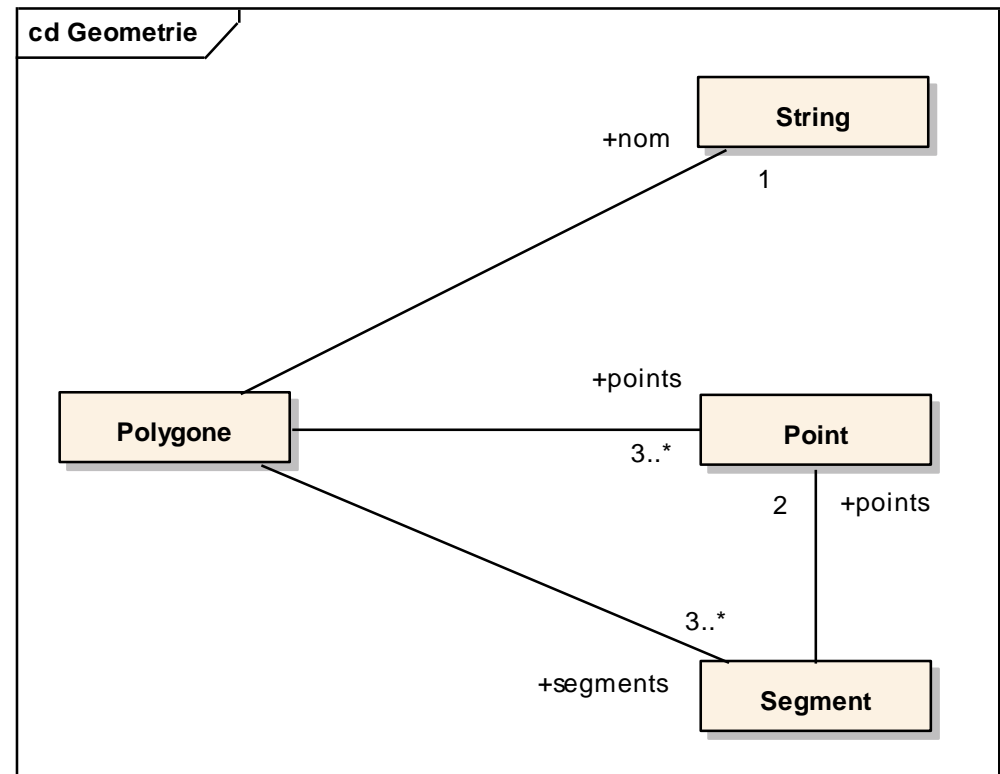 cd Geometrie
String
+nom
1
+points
Polygone
Point
3..*
2
+points
3..*
+segments
Segment